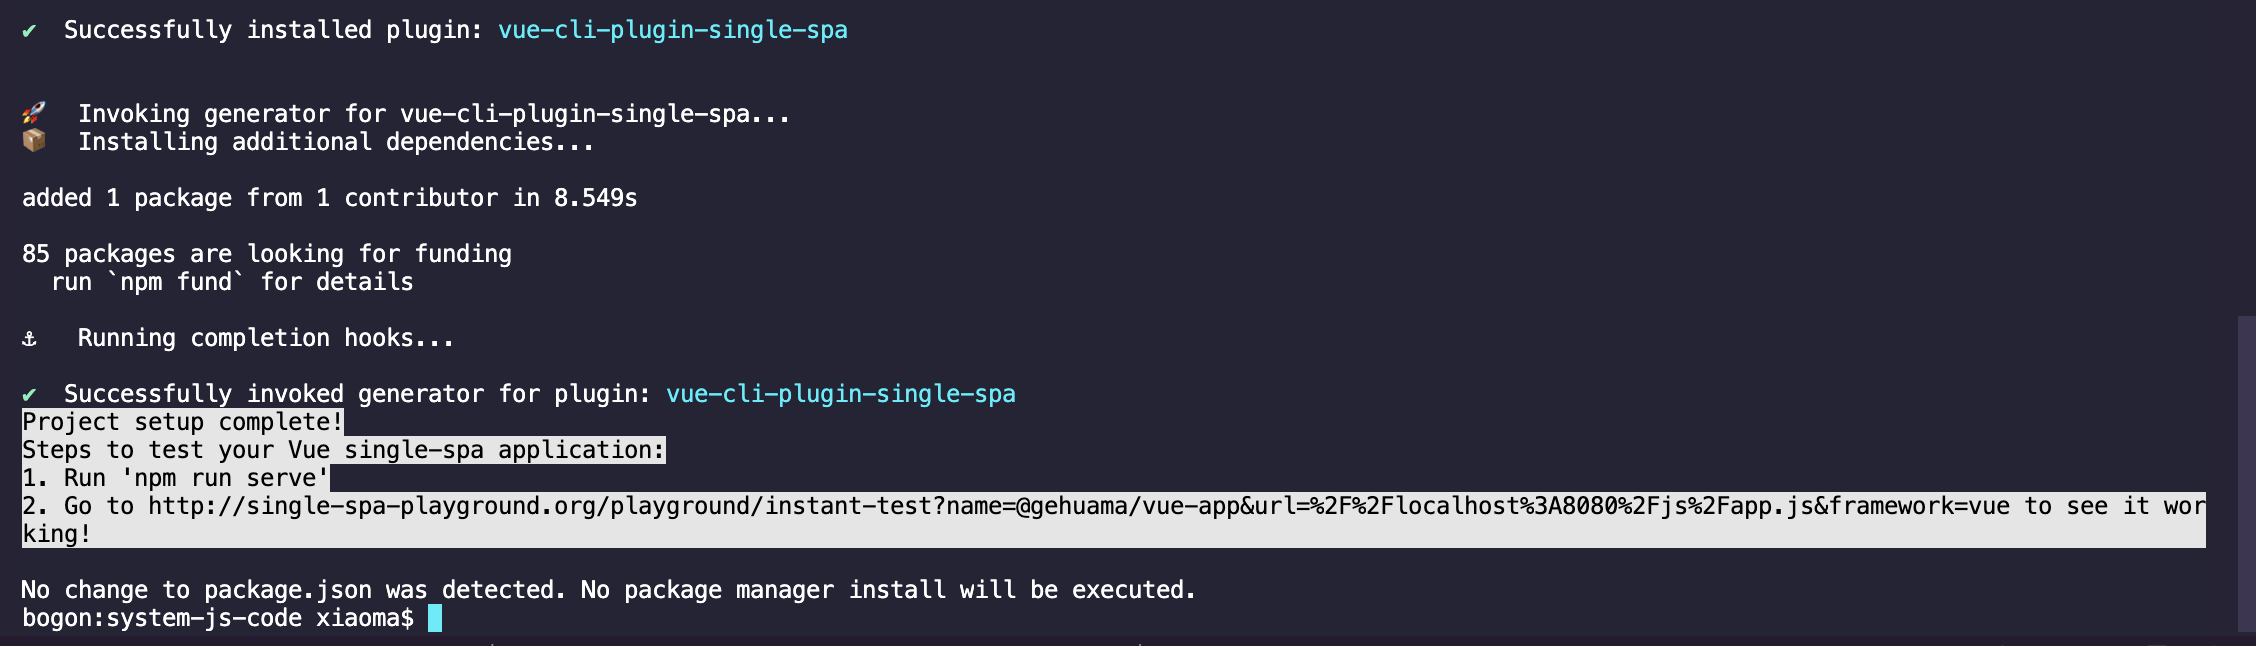 ✔  Successfully installed plugin: vue-cli-plugin-single-spa
🚀  Invoking generator for vue-cli-plugin-single-spa...
📦  Installing additional dependencies...
added 1 package from 1 contributor in 8.549s
85 packages are looking for funding
  run `npm fund` for details
⚓  Running completion hooks...
✔  Successfully invoked generator for plugin: vue-cli-plugin-single-spa
Project setup complete!
Steps to test your Vue single-spa application:
1. Run 'npm run serve'
2. Go to http://single-spa-playground.org/playground/instant-test?name=@gehuama/vue-app&url=%2F%2Flocalhost%3A8080%2Fjs%2Fapp.js&framework=vue to see it wor
king!
No change to package.json was detected. No package manager install will be executed.
bogon:system-js-code xiaoma$